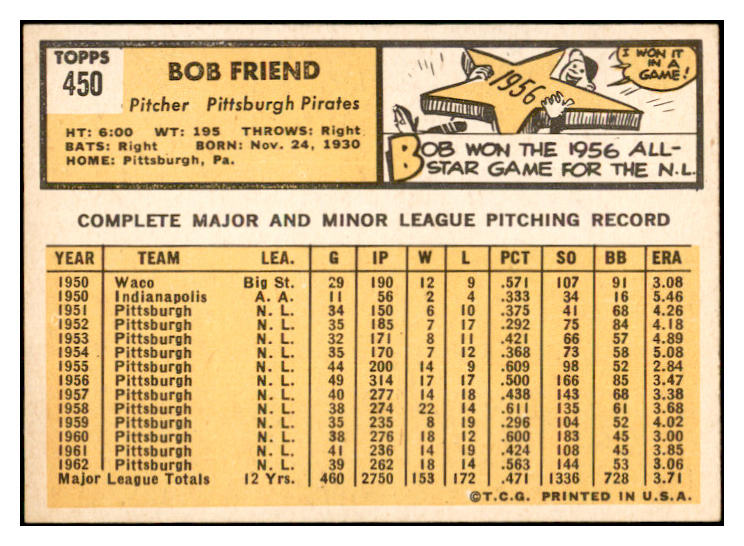 TOPPS
450
BOB FRIEND
Pitcher Pittsburgh Pirates
HT: 6:00 WT: 195 THROWS: Right
BATS: Right BORN: Nov. 24, 1930
HOME: Pittsburgh, Pa.
1956
I WON IT
IN A
GAME!
BOB WON THE 1956 ALL-
STAR GAME FOR THE N.L.
COMPLETE MAJOR AND MINOR LEAGUE PITCHING RECORD
YEAR TEAM LEA. G IP W L PCT SO BB ERA
1950 Waco Big St. 29 190 12 9 .571 107 91 3.08
1950 Indianapolis A. A. 11 56 2 4 .333 34 16 5.46
1951 Pittsburgh N. L. 34 150 6 10 .375 41 68 4.26
1952 Pittsburgh N. L. 35 185 7 17 .292 75 84 4.18
1953 Pittsburgh N. L. 32 171 8 11 .421 66 57 4.89
1954 Pittsburgh N. L. 35 170 7 12 .368 73 58 5.08
1955 Pittsburgh N. L. 44 200 14 9 .609 98 52 2.84
1956 Pittsburgh N. L. 49 314 17 17 .500 166 85 3.47
1957 Pittsburgh N. L. 40 277 14 18 .438 143 68 3.38
1958 Pittsburgh N. L. 38 274 22 14 .611 135 61 3.68
1959 Pittsburgh N. L. 35 235 8 19 .296 104 52 4.02
1960 Pittsburgh N. L. 38 276 18 12 .600 183 45 3.00
1961 Pittsburgh N. L. 41 236 14 19 .424 108 45 3.85
1962 Pittsburgh N. L. 39 262 18 14 .563 144 53 3.06
Major League Totals 12 Yrs. 460 2750 153 172 .471 1336 728 3.71
©T.C.G. PRINTED IN U.S.A.